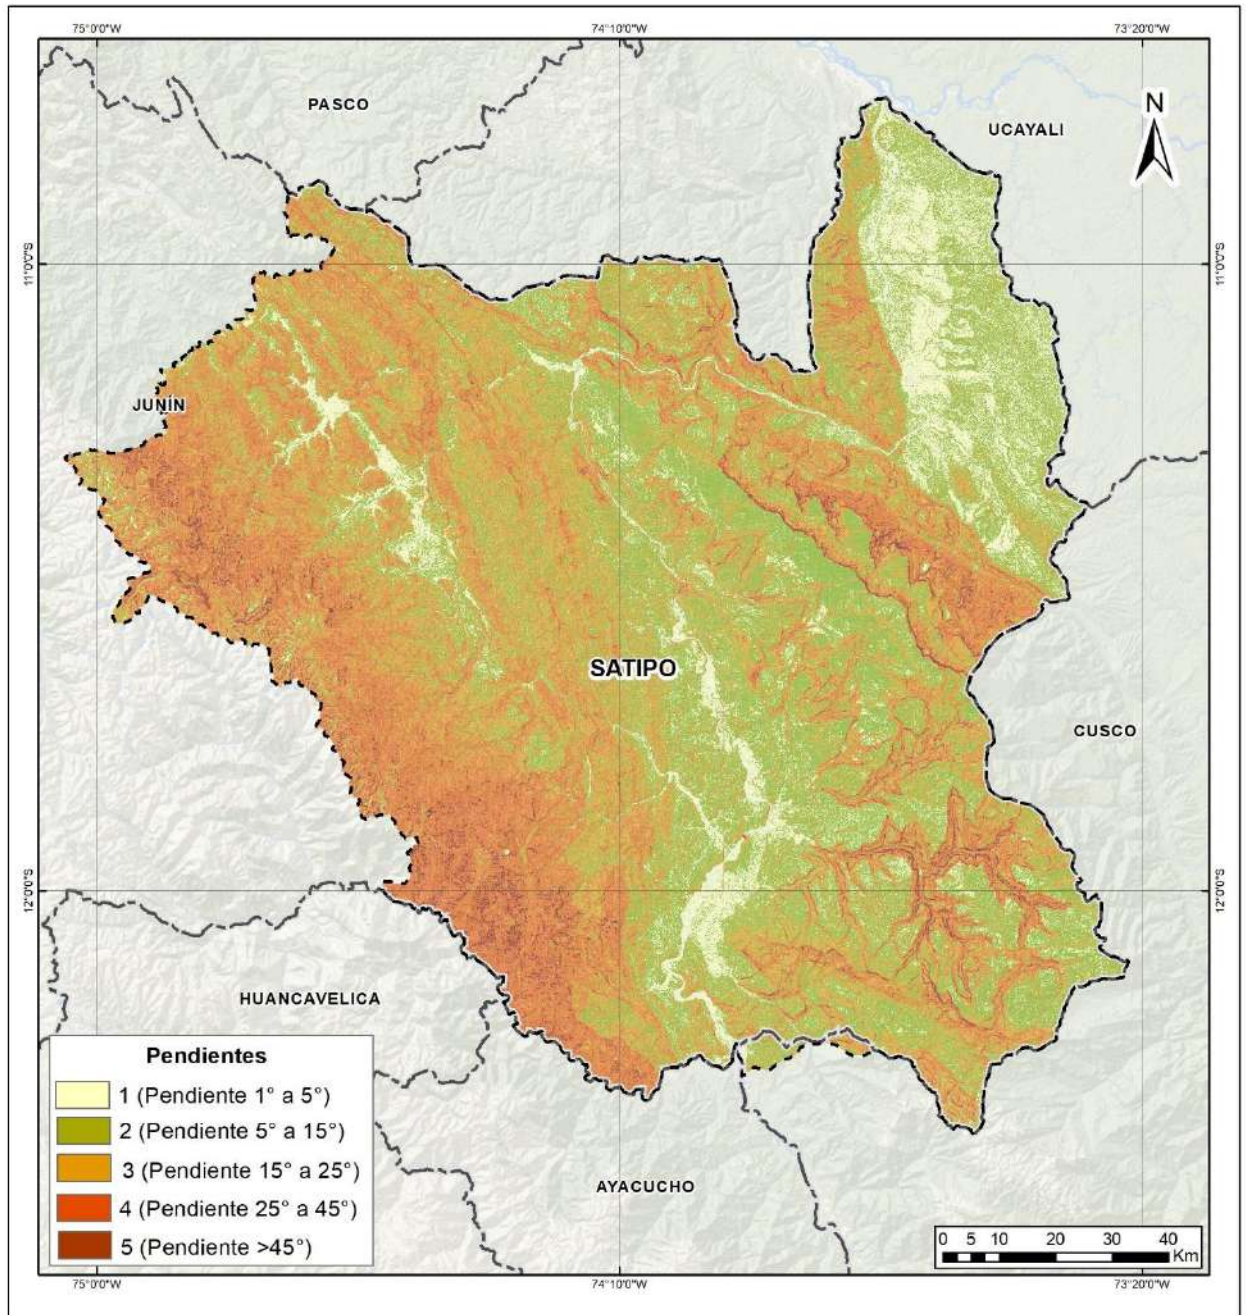 75°0'0"W
74°10'0"W
73°20'0"W
PASCO
UCAYALI
N
11°0'0"S
11°0'0"S
JUNÍN
SATIPO
CUSCO
12°0'0"S
12°0'0"S
HUANCAVELICA
Pendientes
1 (Pendiente 1° a 5°)
2 (Pendiente 5° a 15°)
3 (Pendiente 15° a 25°)
4 (Pendiente 25° a 45°)
5 (Pendiente >45°)
AYACUCHO
0 5 10 20 30 40
Km
75°0'0"W
74°10'0"W
73°20'0"W